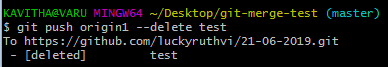 KAVITHA@VARU MINGW64 ~/Desktop/git-merge-test (master)
$ git push origin1 --delete test
To https://github.com/luckyruthvi/21-06-2019.git
 - [deleted]         test